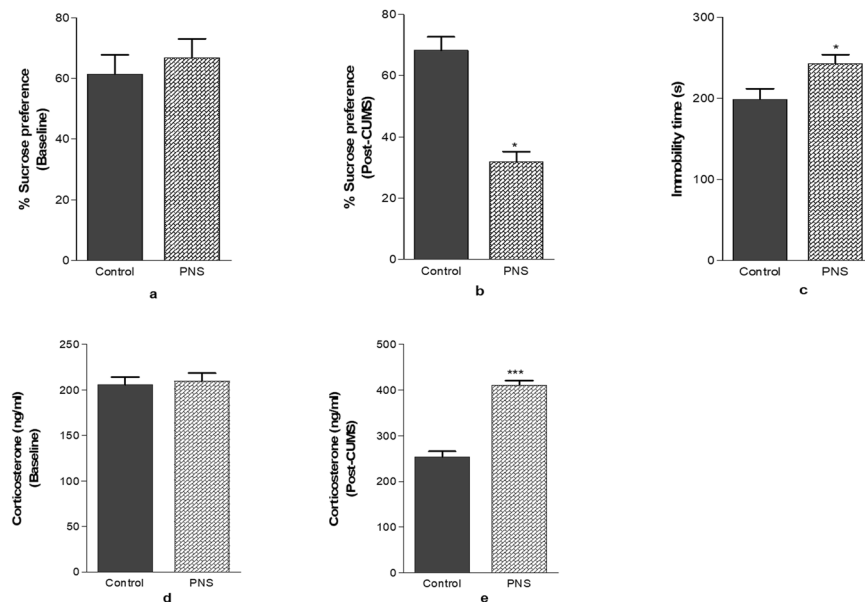 % Sucrose preference
(Baseline)
80
60
40
20
0
Control
PNS
a
% Sucrose preference
(Post-CUMS)
80
60
40
20
0
*
Control
PNS
b
Immobility time (s)
300
200
100
0
*
Control
PNS
c
Corticosterone (ng/ml)
(Baseline)
250
200
150
100
50
0
Control
PNS
d
Corticosterone (ng/ml)
(Post-CUMS)
500
400
300
200
100
0
***
Control
PNS
e